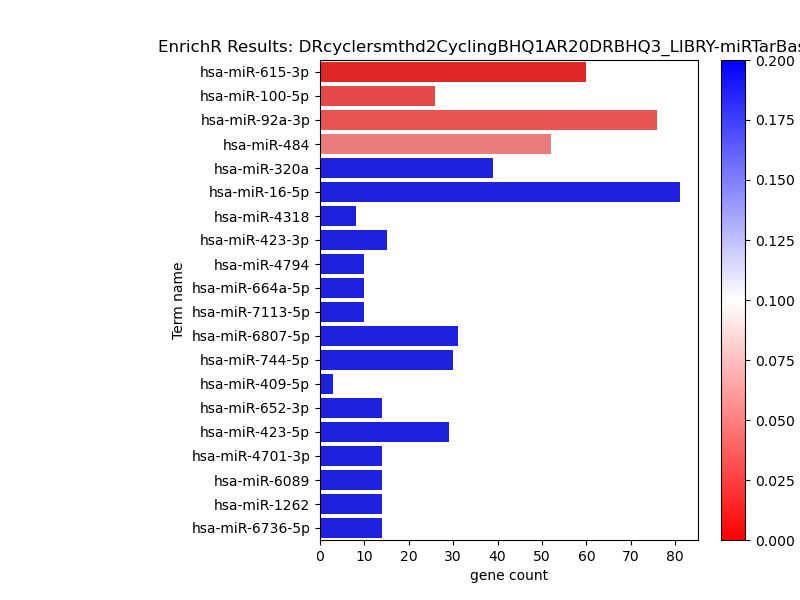 EnrichR Results: DRcyclersmthd2CyclingBHQ1AR20DRBHQ3_LIBRY-miRTarBas
hsa-miR-615-3p
hsa-miR-100-5p
hsa-miR-92a-3p
hsa-miR-484
hsa-miR-320a
hsa-miR-16-5p
hsa-miR-4318
hsa-miR-423-3p
hsa-miR-4794
hsa-miR-664a-5p
hsa-miR-7113-5p
hsa-miR-6807-5p
hsa-miR-744-5p
hsa-miR-409-5p
hsa-miR-652-3p
hsa-miR-423-5p
hsa-miR-4701-3p
hsa-miR-6089
hsa-miR-1262
hsa-miR-6736-5p
Term name
0 10 20 30 40 50 60 70 80
gene count
0.200
0.175
0.150
0.125
0.100
0.075
0.050
0.025
0.000